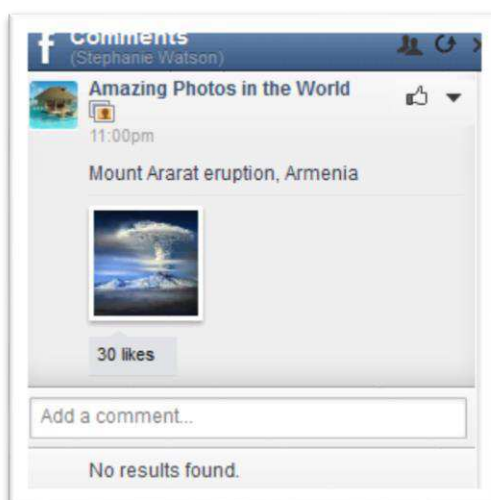 f Comments
(Stephanie Watson)
Amazing Photos in the World
11:00pm
Mount Ararat eruption, Armenia
30 likes
Add a comment...
No results found.